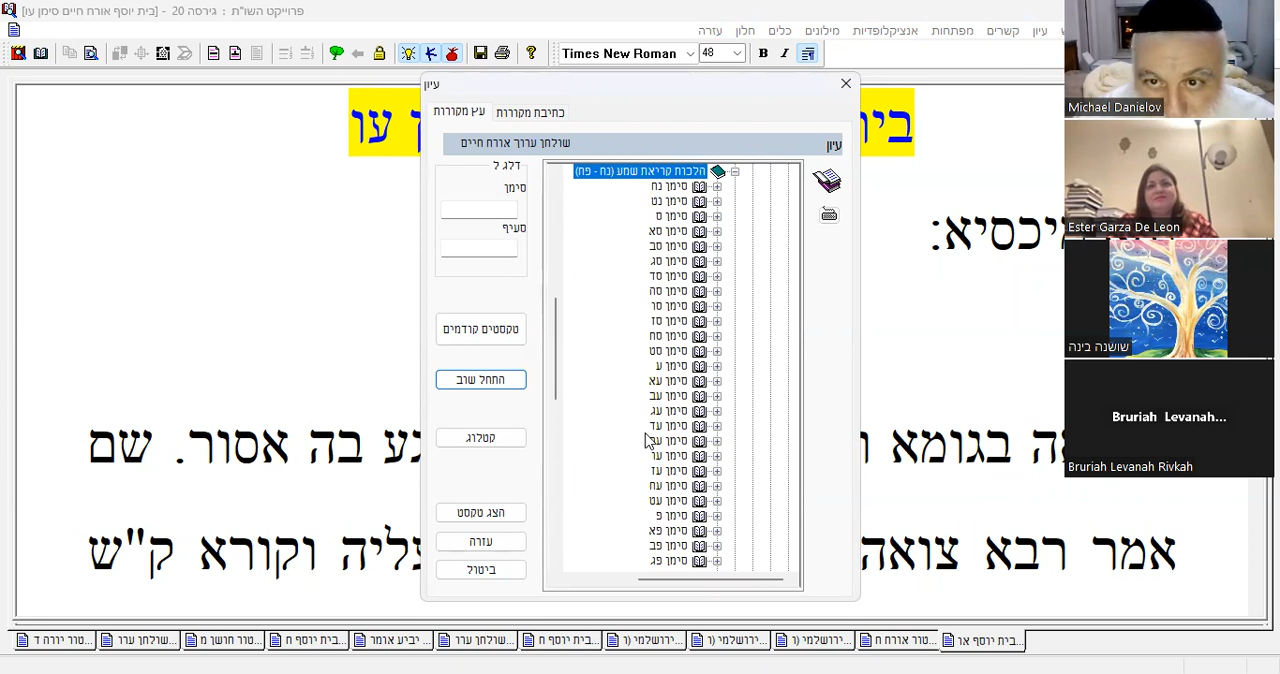 פרוייקט השו"ת : גירסה 20 - [בית יוסף אורח חיים סימן עו]
עיון קשרים מפתחות אנציקלופדיות מילונים כלים חלון עזרה
Times New Roman 48 B I
עיון
עץ מקורות כתיבת מקורות
עיון שולחן ערוך אורח חיים
הלכות קריאת שמע (נח - פח)
סימן נח
סימן נט
סימן ס
סימן סא
סימן סב
סימן סג
סימן סד
סימן סה
סימן סו
סימן סז
סימן סח
סימן סט
סימן ע
סימן עא
סימן עב
סימן עג
סימן עד
סימן
סימן עו
סימן עז
סימן עח
סימן עט
סימן פ
סימן פא
סימן פב
סימן פג
דלג ל
סימן
סעיף
טקסטים קודמים
התחל שוב
קטלוג
הצג טקסט
עזרה
ביטול
עו
מיכסיא:
בגומא
גע בה אסור. שם
אמר רבא צואה
עליה וקורא ק"ש
בית יוסף או...
טור אורח ח...
ירושלמי (ו...
ירושלמי (ו...
ירושלמי (ו...
בית יוסף ח...
שולחן ערו...
יביע אומר...
בית יוסף ח...
טור חושן מ...
שולחן ערו...
טור יורה ד...
Michael Danielov
Ester Garza De Leon
שושנה בינה
Bruriah Levanah...
Bruriah Levanah Rivkah